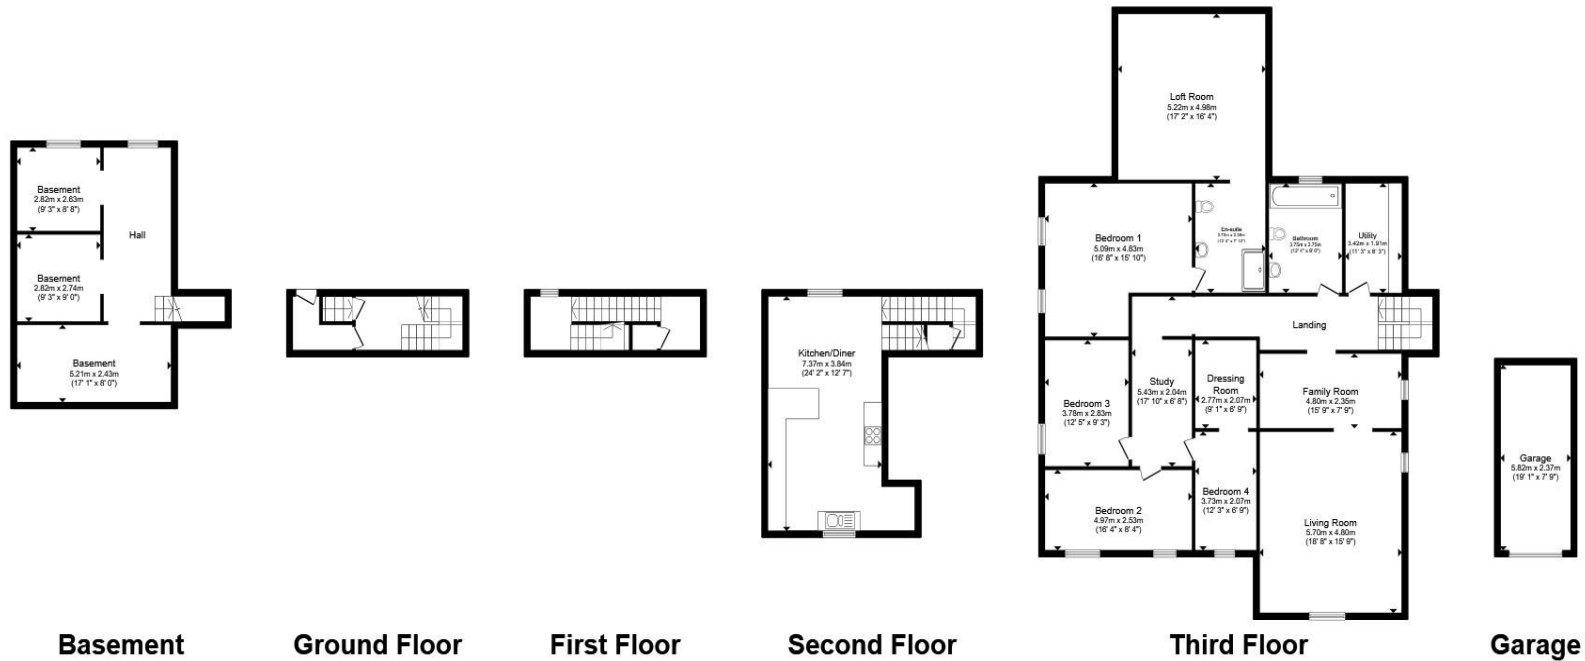 Basement
2.82m x 2.63m
(9' 3" x 8' 8")
Hall
Basement
2.82m x 2.74m
(9' 3" x 9' 0")
Basement
5.21m x 2.43m
(17' 1" x 8' 0")
Kitchen/Diner
7.37m x 3.84m
(24' 2" x 12' 7")
Loft Room
5.22m x 4.98m
(17' 2" x 16' 4")
Bedroom 1
5.09m x 4.83m
(16' 8" x 15' 10")
En-suite
Bathroom
Utility
3.42m x 1.91m
(11' 3" x 6' 3")
Landing
Bedroom 3
3.78m x 2.83m
(12' 5" x 9' 3")
Study
5.43m x 2.04m
(17' 10" x 6' 8")
Dressing
Room
2.77m x 2.07m
(9' 1" x 6' 9")
Family Room
4.80m x 2.35m
(15' 9" x 7' 9")
Bedroom 2
4.97m x 2.53m
(16' 4" x 8' 4")
Bedroom 4
3.73m x 2.07m
(12' 3" x 6' 9")
Living Room
5.70m x 4.80m
(18' 8" x 15' 9")
Garage
5.82m x 2.37m
(19' 1" x 7' 9")
Basement
Ground Floor
First Floor
Second Floor
Third Floor
Garage